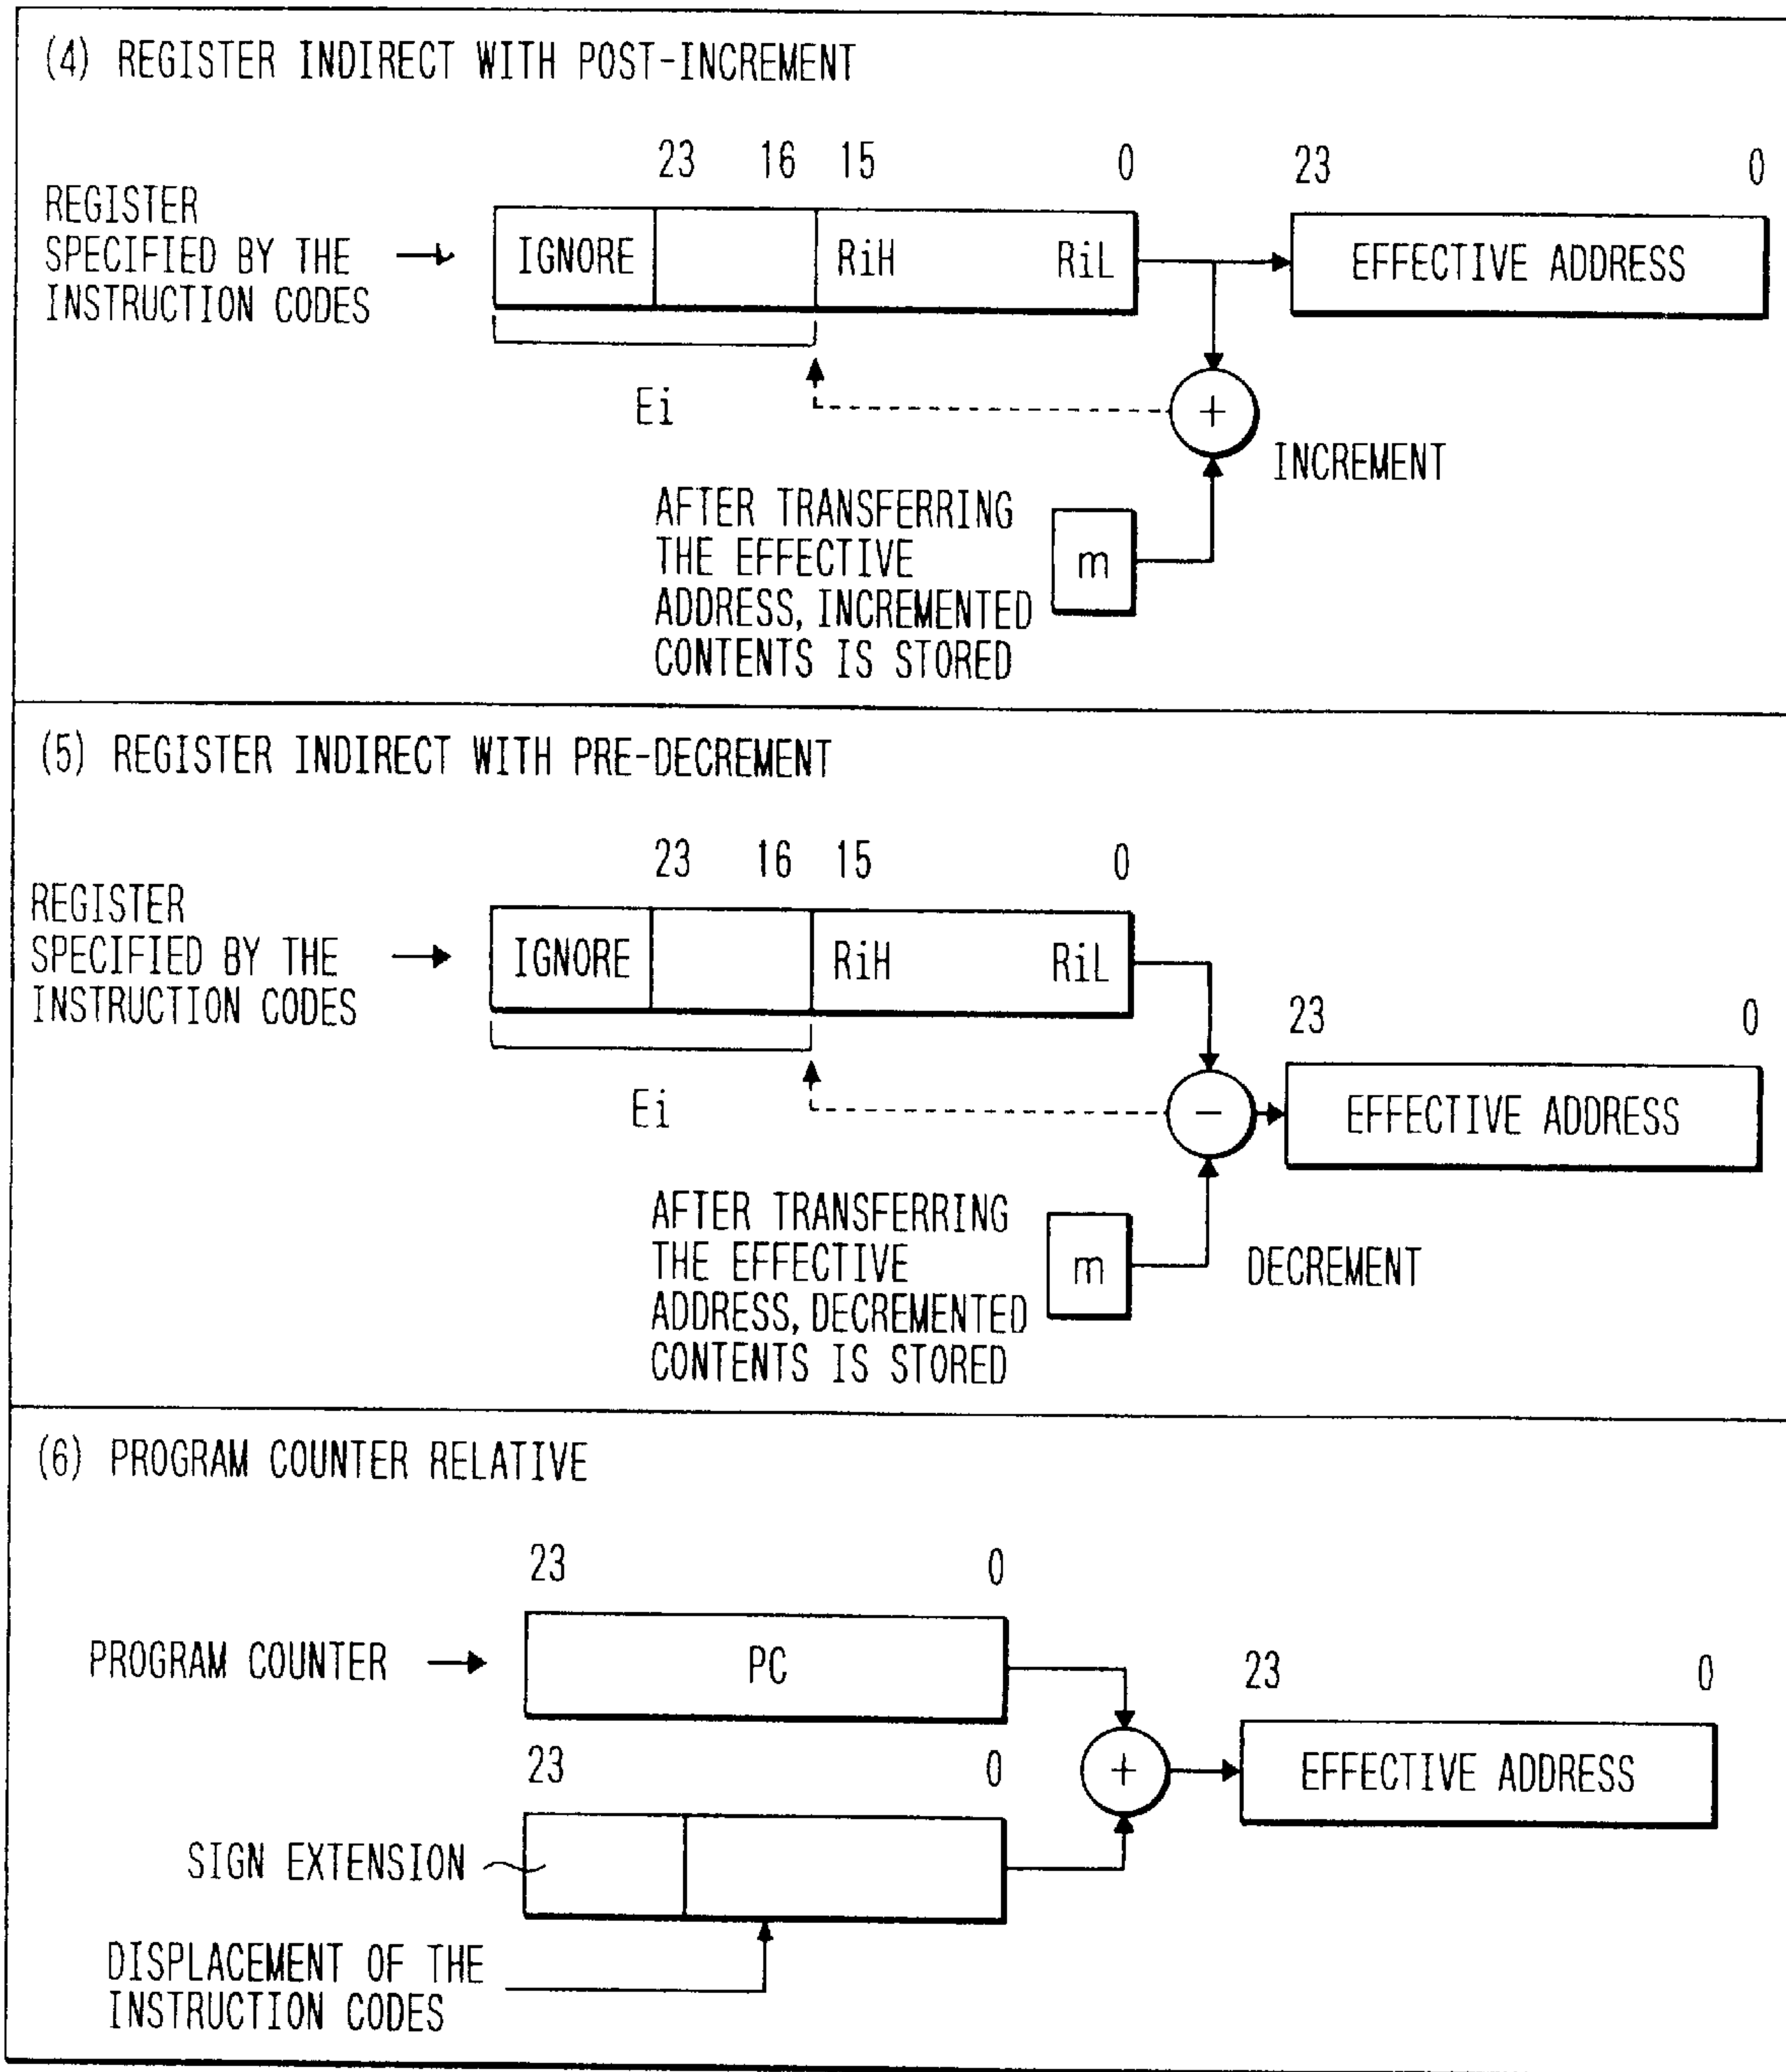 (4) REGISTER INDIRECT WITH POST-INCREMENT
23 16 15 0 23 0
REGISTER
SPECIFIED BY THE
INSTRUCTION CODES
IGNORE RiH RiL EFFECTIVE ADDRESS
Ei
+
INCREMENT
AFTER TRANSFERRING
THE EFFECTIVE
ADDRESS, INCREMENTED
CONTENTS IS STORED
m
(5) REGISTER INDIRECT WITH PRE-DECREMENT
23 16 15 0
REGISTER
SPECIFIED BY THE
INSTRUCTION CODES
IGNORE RiH RiL
23 0
Ei
−
EFFECTIVE ADDRESS
AFTER TRANSFERRING
THE EFFECTIVE
ADDRESS, DECREMENTED
CONTENTS IS STORED
m
DECREMENT
(6) PROGRAM COUNTER RELATIVE
23 0
PROGRAM COUNTER PC
23 0
23 0
+
EFFECTIVE ADDRESS
SIGN EXTENSION
DISPLACEMENT OF THE
INSTRUCTION CODES